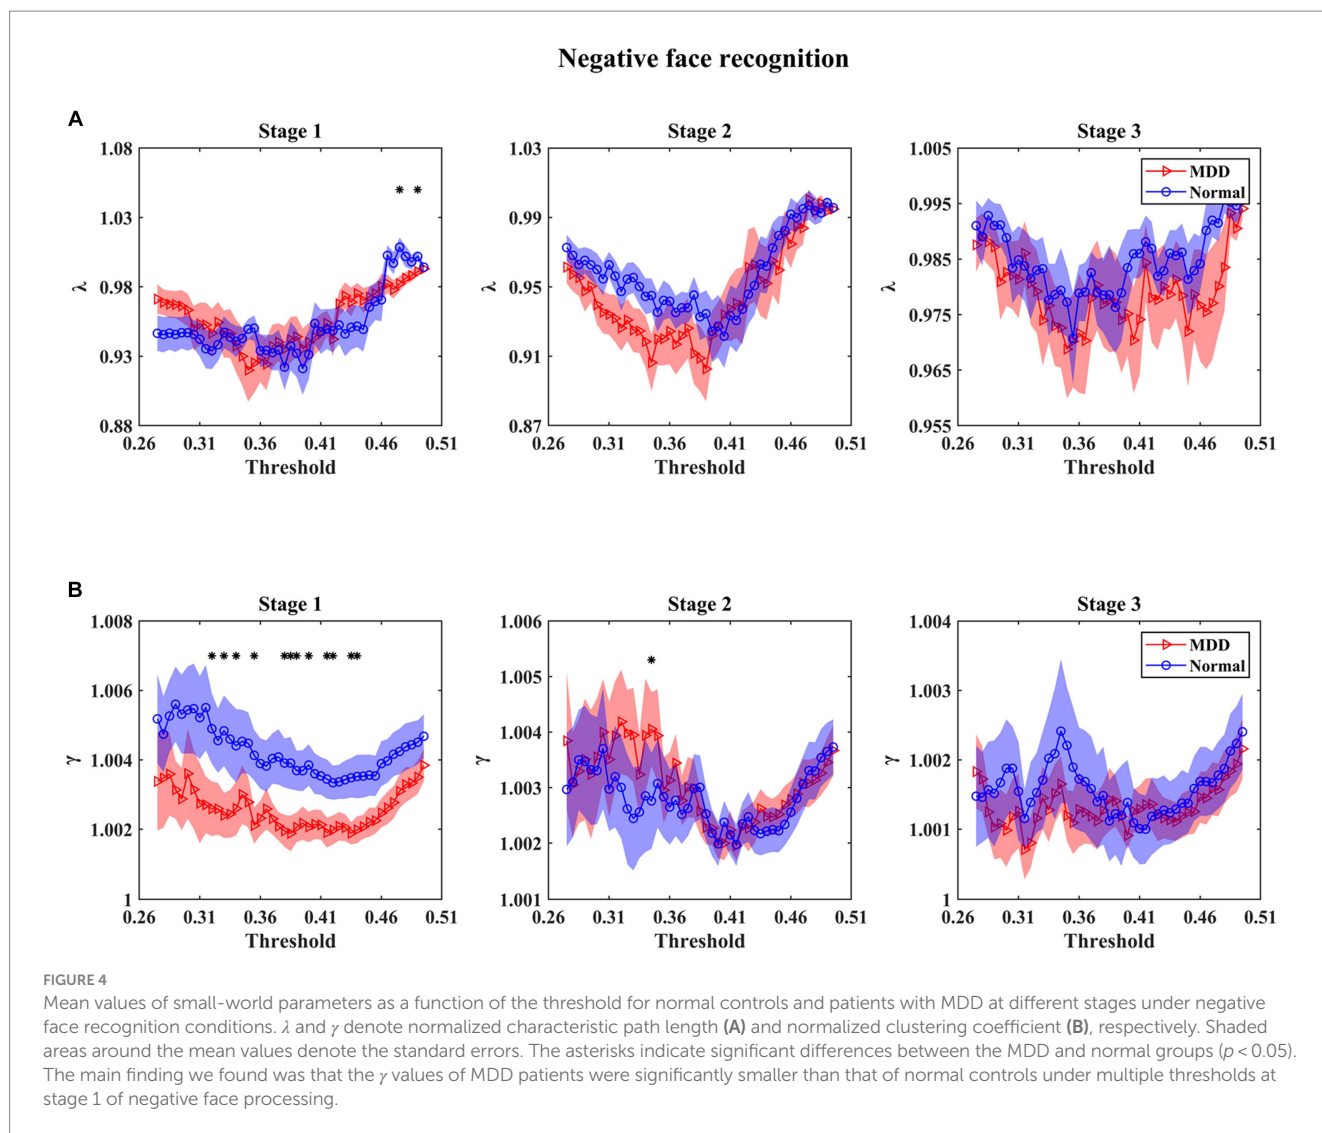 Negative face recognition
A
Stage 1
Stage 2
Stage 3
1.08
1.03
0.98
0.93
0.88
λ
* *
0.26 0.31 0.36 0.41 0.46 0.51
Threshold
1.03
0.99
0.95
0.91
0.87
λ
0.26 0.31 0.36 0.41 0.46 0.51
Threshold
1.005
0.995
0.985
0.975
0.965
0.955
λ
MDD
Normal
0.26 0.31 0.36 0.41 0.46 0.51
Threshold
B
Stage 1
Stage 2
Stage 3
1.008
1.006
1.004
1.002
1
γ
* * * * * * * * * * * *
0.26 0.31 0.36 0.41 0.46 0.51
Threshold
1.006
1.005
1.004
1.003
1.002
1.001
γ
*
0.26 0.31 0.36 0.41 0.46 0.51
Threshold
1.004
1.003
1.002
1.001
1
γ
MDD
Normal
0.26 0.31 0.36 0.41 0.46 0.51
Threshold
FIGURE 4
Mean values of small-world parameters as a function of the threshold for normal controls and patients with MDD at different stages under negative
face recognition conditions. λ and γ denote normalized characteristic path length (A) and normalized clustering coefficient (B), respectively. Shaded
areas around the mean values denote the standard errors. The asterisks indicate significant differences between the MDD and normal groups (p < 0.05).
The main finding we found was that the γ values of MDD patients were significantly smaller than that of normal controls under multiple thresholds at
stage 1 of negative face processing.